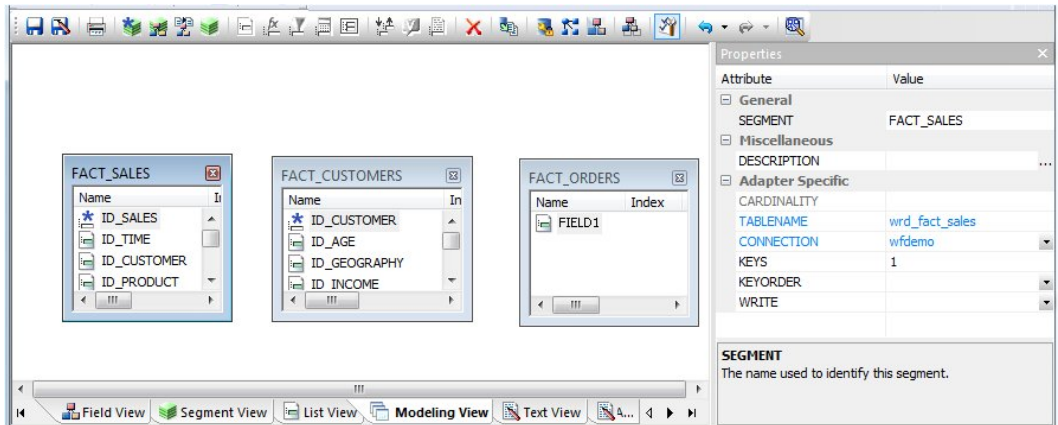 Properties
Attribute Value
General
SEGMENT FACT_SALES
Miscellaneous
DESCRIPTION ...
Adapter Specific
CARDINALITY
TABLENAME wrd_fact_sales
CONNECTION wfdemo
KEYS 1
KEYORDER
WRITE
SEGMENT
The name used to identify this segment.
FACT_SALES
Name
ID_SALES
ID_TIME
ID_CUSTOMER
ID_PRODUCT
FACT_CUSTOMERS
Name In
ID_CUSTOMER
ID_AGE
ID_GEOGRAPHY
ID_INCOME
FACT_ORDERS
Name Index
FIELD1
Field View Segment View List View Modeling View Text View A...